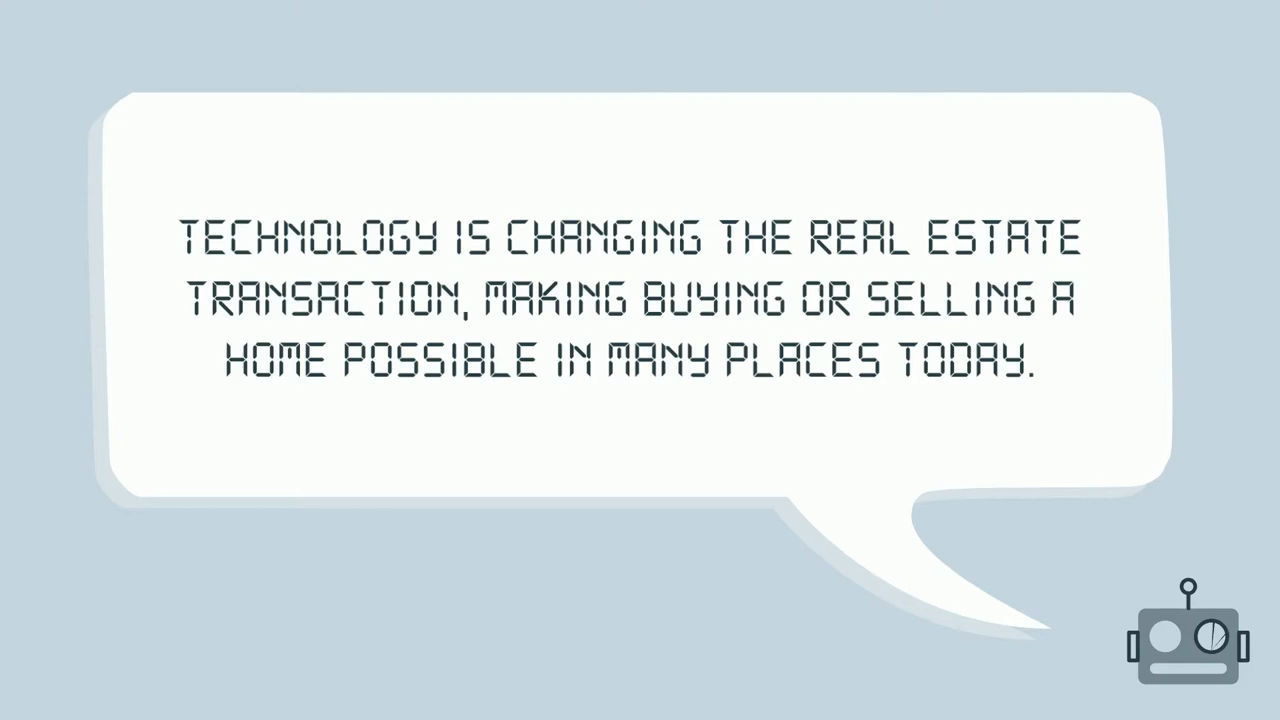 TECHNOLOGY IS CHANGING THE REAL ESTATE
TRANSACTION, MAKING BUYING OR SELLING A
HOME POSSIBLE IN MANY PLACES TODAY.